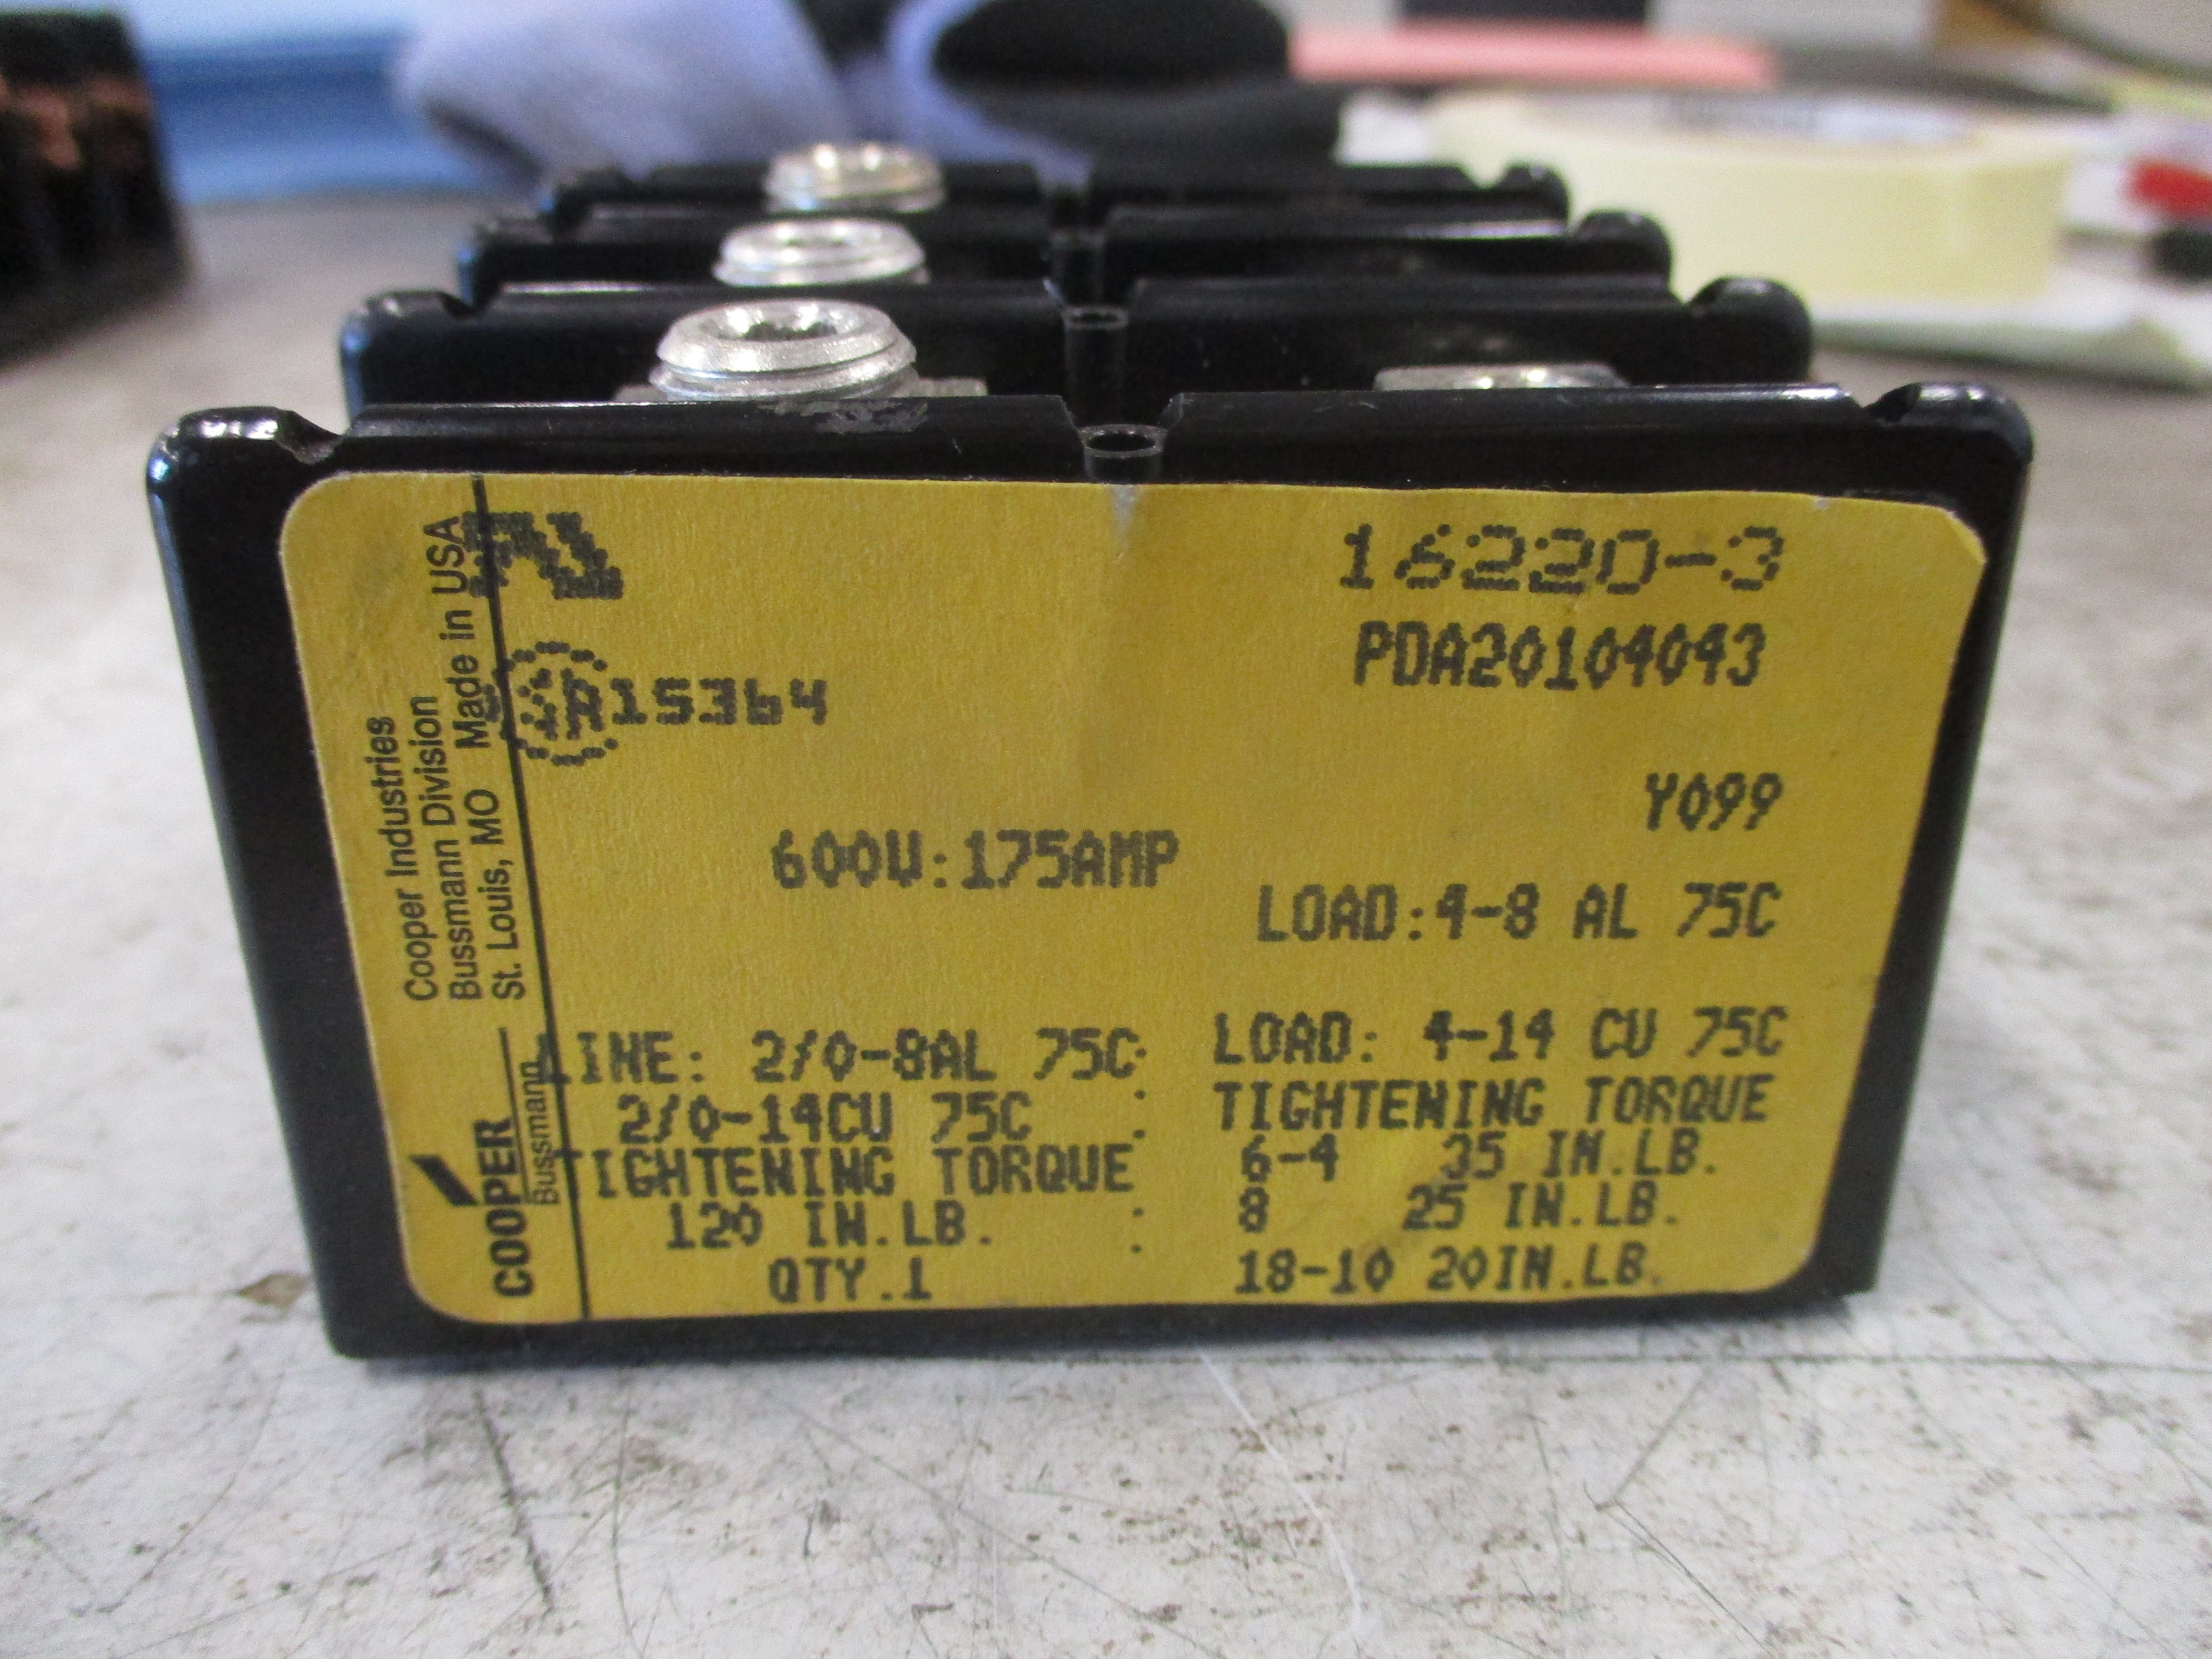 16220-3
PDA20104043
15364
Y099
600V:175AMP
LOAD:4-8 AL 75C
LINE: 2/0-8AL 75C
2/0-14CU 75C
TIGHTENING TORQUE
120 IN.LB.
QTY.1
LOAD: 4-14 CU 75C
TIGHTENING TORQUE
6-4 35 IN.LB.
8 25 IN.LB.
18-10 20IN.LB.
Cooper Industries
Bussmann Division
St. Louis, MO Made in USA
COOPER
Bussmann